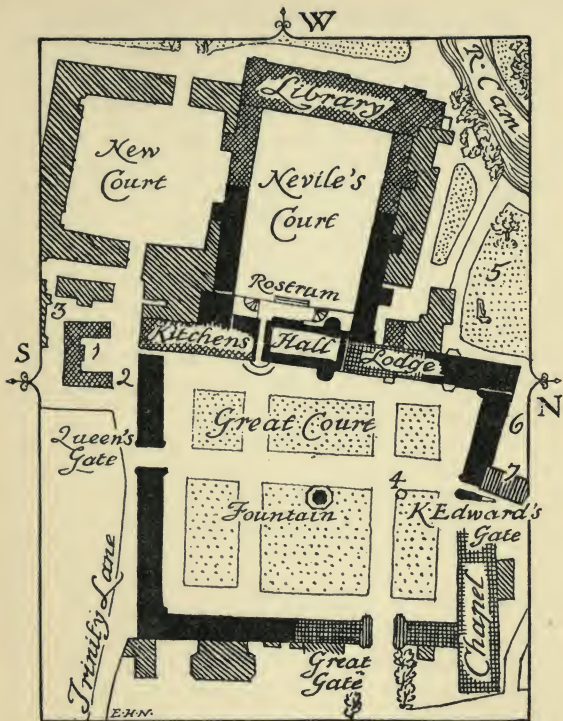 W
R. Cam
Library
New
Court
Nevile's
Court
Rostrum
5
3
S
1
Kitchens
Hall
Lodge
2
N
6
Great Court
Queen's
Gate
7
4
Fountain
K. Edward's
Gate
Trinity Lane
Chapel
Great
Gate
E·H·N·